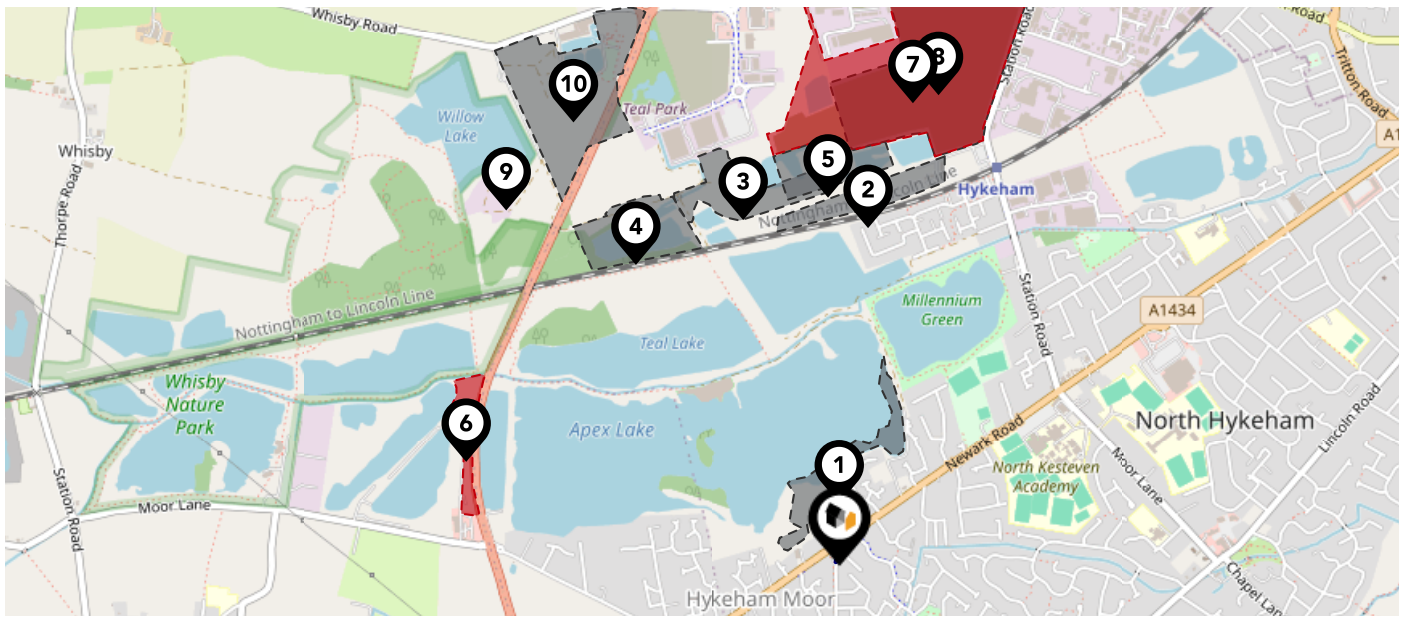 Whisby Road
Station Road
Road
Tritton Road
10
7
8
A1
Willow
Lake
Teal Park
Whisby
9
5
3
2
Hykeham
Thorpe Road
Nottingham
coln Line
4
Station Road
Millennium
Green
A1434
Nottingham to Lincoln Line
Teal Lake
Whisby
Nature
Park
6
Apex Lake
North Hykeham
Lincoln Road
Newark Road
1
North Kesteven
Academy
Moor Lane
Station Road
Moor Lane
Chapel Lan
Hykeham Moor